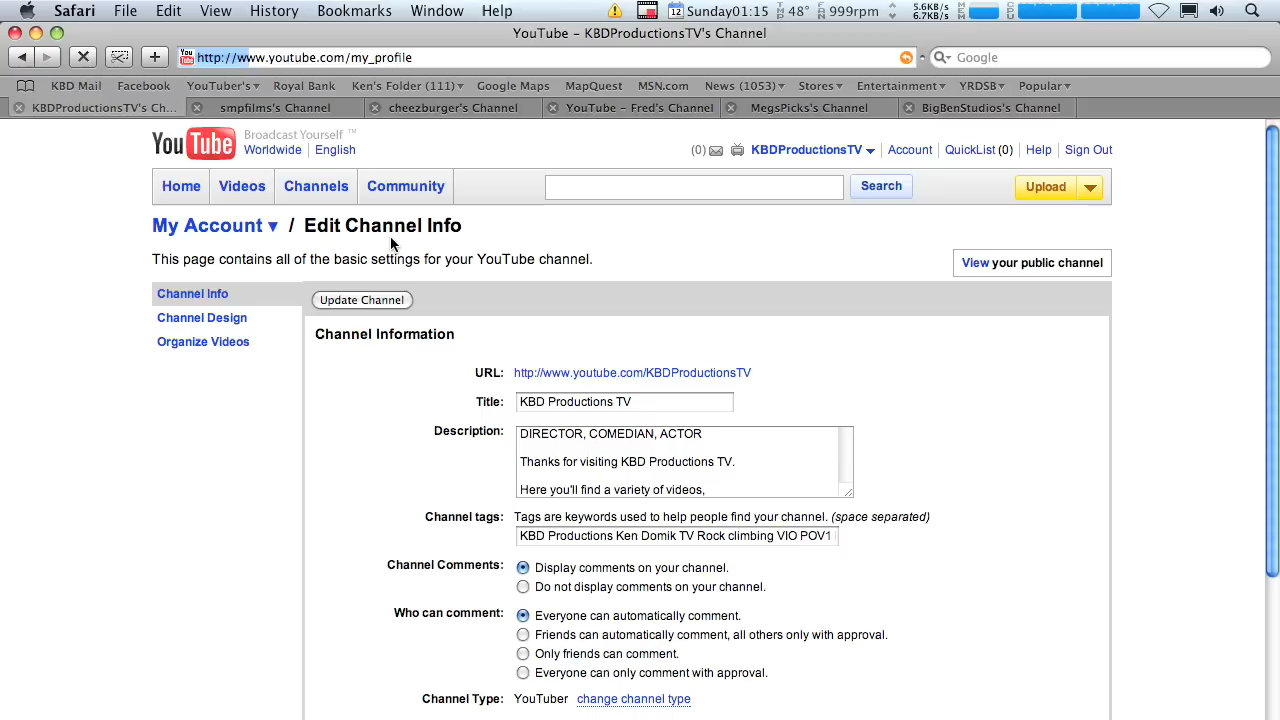 Safari File Edit View History Bookmarks Window Help 12 Sunday01:15 T 48° FAN 999rpm 5.6KB/s 6.7KB/s MEM CPU
YouTube – KBDProductionsTV's Channel
http://www.youtube.com/my_profile Google
KBD Mail Facebook YouTube's Royal Bank Ken's Folder (111) Google Maps MapQuest MSN.com News (1053) Stores Entertainment YRDSB Popular
KBDProductionsTV's Ch... smpfilms's Channel cheezburger's Channel YouTube – Fred's Channel MegsPicks's Channel BigBenStudios's Channel
YouTube Broadcast Yourself ™
Worldwide English (0) KBDProductionsTV Account QuickList (0) Help Sign Out
Home Videos Channels Community Search Upload
My Account ▾ / Edit Channel Info
This page contains all of the basic settings for your YouTube channel. View your public channel
Channel Info Update Channel
Channel Design
Organize Videos
Channel Information
URL: http://www.youtube.com/KBDProductionsTV
Title: KBD Productions TV
Description: DIRECTOR, COMEDIAN, ACTOR
Thanks for visiting KBD Productions TV.
Here you'll find a variety of videos,
Channel tags: Tags are keywords used to help people find your channel. (space separated)
KBD Productions Ken Domik TV Rock climbing VIO POV1
Channel Comments: Display comments on your channel.
Do not display comments on your channel.
Who can comment: Everyone can automatically comment.
Friends can automatically comment, all others only with approval.
Only friends can comment.
Everyone can only comment with approval.
Channel Type: YouTuber change channel type